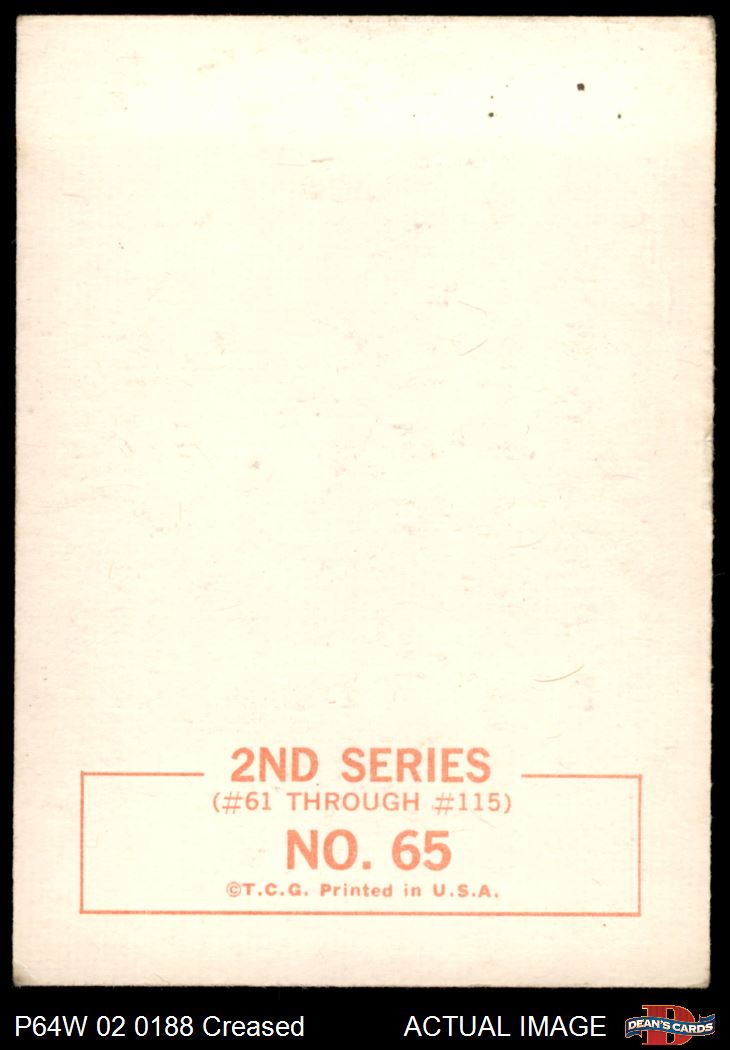 2ND SERIES
(#61 THROUGH #115)
NO. 65
©T.C.G. Printed in U.S.A.
P64W 02 0188 Creased
ACTUAL IMAGE
DEAN'S CARDS